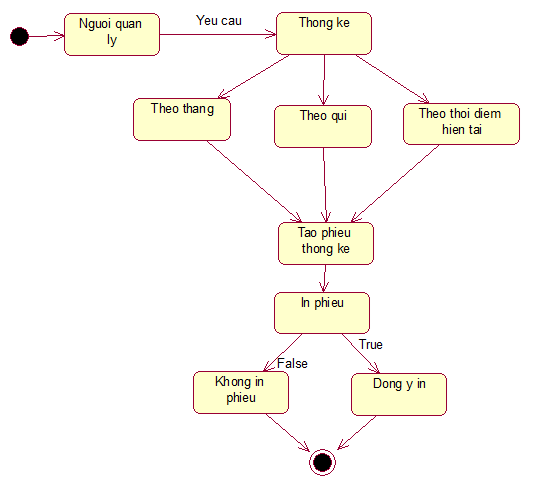 Nguoi quan
ly
Yeu cau
Thong ke
Theo thang
Theo qui
Theo thoi diem
hien tai
Tao phieu
thong ke
In phieu
False
True
Khong in
phieu
Dong y in